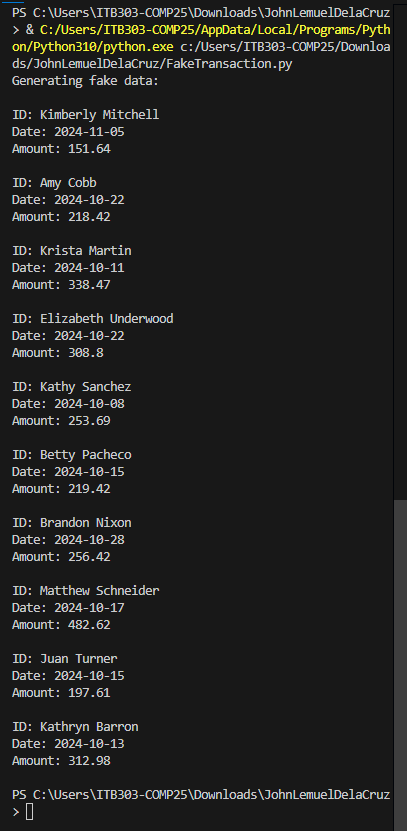 PS C:\Users\ITB303-COMP25\Downloads\JohnLemuelDelaCruz
> & C:/Users/ITB303-COMP25/AppData/Local/Programs/Pyth
on/Python310/python.exe c:/Users/ITB303-COMP25/Downloa
ds/JohnLemuelDelaCruz/FakeTransaction.py
Generating fake data:
ID: Kimberly Mitchell
Date: 2024-11-05
Amount: 151.64
ID: Amy Cobb
Date: 2024-10-22
Amount: 218.42
ID: Krista Martin
Date: 2024-10-11
Amount: 338.47
ID: Elizabeth Underwood
Date: 2024-10-22
Amount: 308.8
ID: Kathy Sanchez
Date: 2024-10-08
Amount: 253.69
ID: Betty Pacheco
Date: 2024-10-15
Amount: 219.42
ID: Brandon Nixon
Date: 2024-10-28
Amount: 256.42
ID: Matthew Schneider
Date: 2024-10-17
Amount: 482.62
ID: Juan Turner
Date: 2024-10-15
Amount: 197.61
ID: Kathryn Barron
Date: 2024-10-13
Amount: 312.98
PS C:\Users\ITB303-COMP25\Downloads\JohnLemuelDelaCruz
>